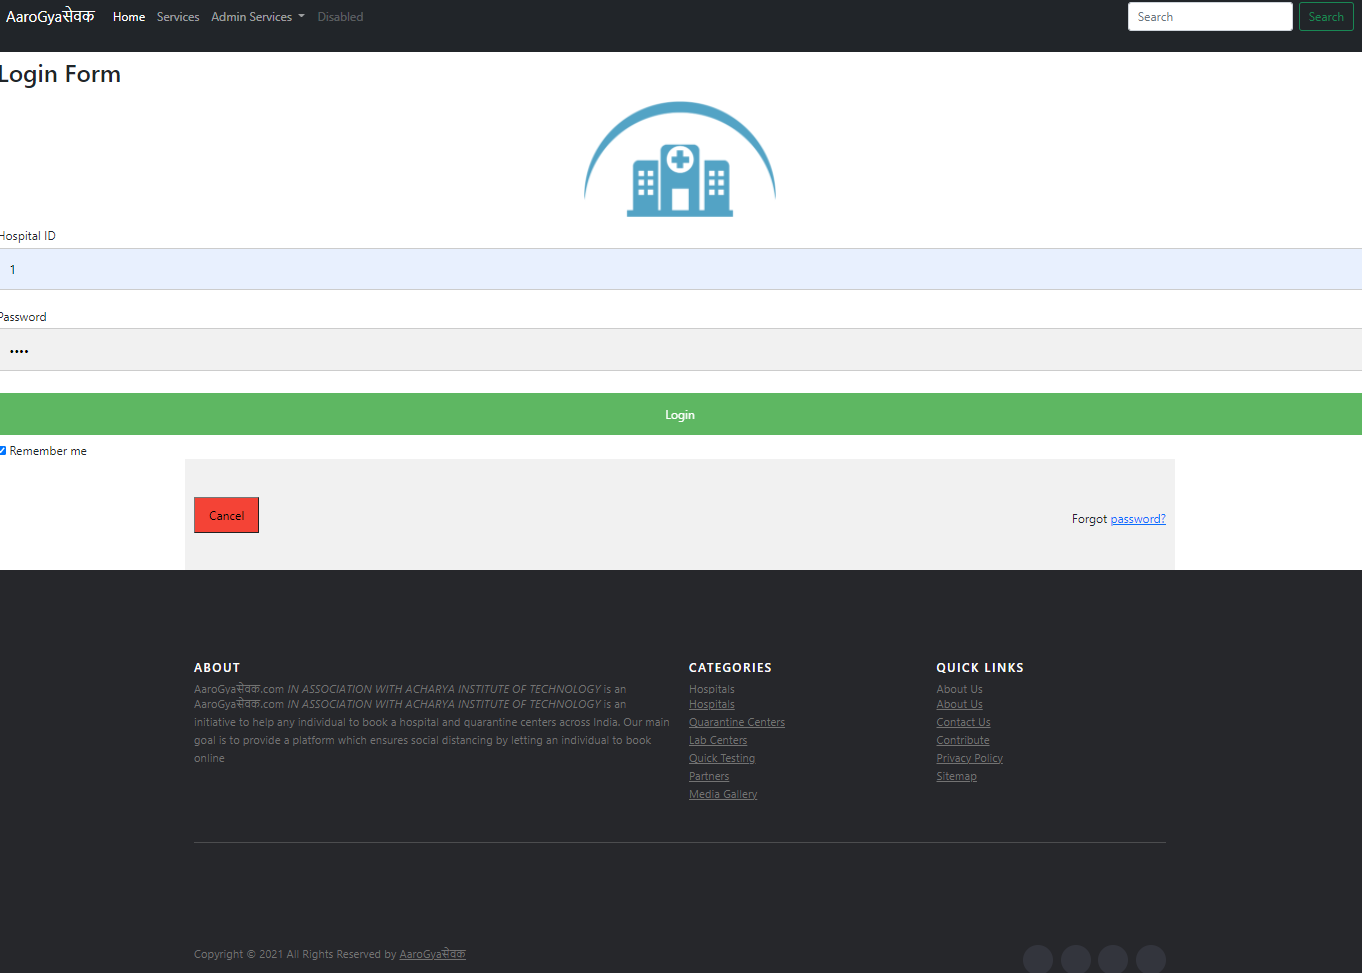 AaroGyaसेवक Home Services Admin Services Disabled Search Search
Login Form
Hospital ID
1
Password
••••
Login
Remember me
Cancel
Forgot password?
ABOUT
AaroGyaसेवक.com IN ASSOCIATION WITH ACHARYA INSTITUTE OF TECHNOLOGY is an
AaroGyaसेवक.com IN ASSOCIATION WITH ACHARYA INSTITUTE OF TECHNOLOGY is an
initiative to help any individual to book a hospital and quarantine centers across India. Our main
goal is to provide a platform which ensures social distancing by letting an individual to book
online
CATEGORIES
Hospitals
Hospitals
Quarantine Centers
Lab Centers
Quick Testing
Partners
Media Gallery
QUICK LINKS
About Us
About Us
Contact Us
Contribute
Privacy Policy
Sitemap
Copyright © 2021 All Rights Reserved by AaroGyaसेवक